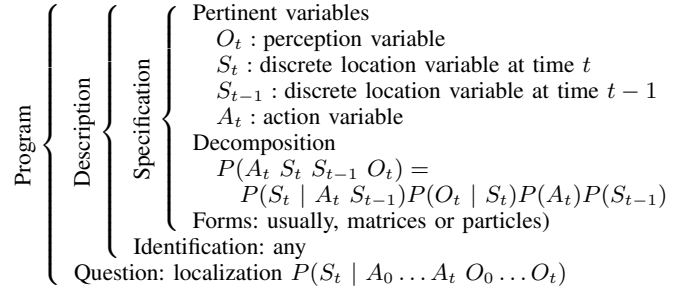 Program
Description
Specification
Pertinent variables
O_t : perception variable
S_t : discrete location variable at time t
S_{t−1} : discrete location variable at time t − 1
A_t : action variable
Decomposition
P(A_t S_t S_{t−1} O_t) =
P(S_t | A_t S_{t−1})P(O_t | S_t)P(A_t)P(S_{t−1})
Forms: usually, matrices or particles)
Identification: any
Question: localization P(S_t | A_0 … A_t O_0 … O_t)